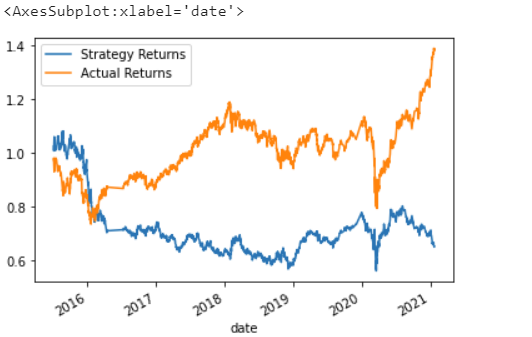 <AxesSubplot:xlabel='date'>
Strategy Returns
Actual Returns
1.4
1.2
1.0
0.8
0.6
2016 2017 2018 2019 2020 2021
date